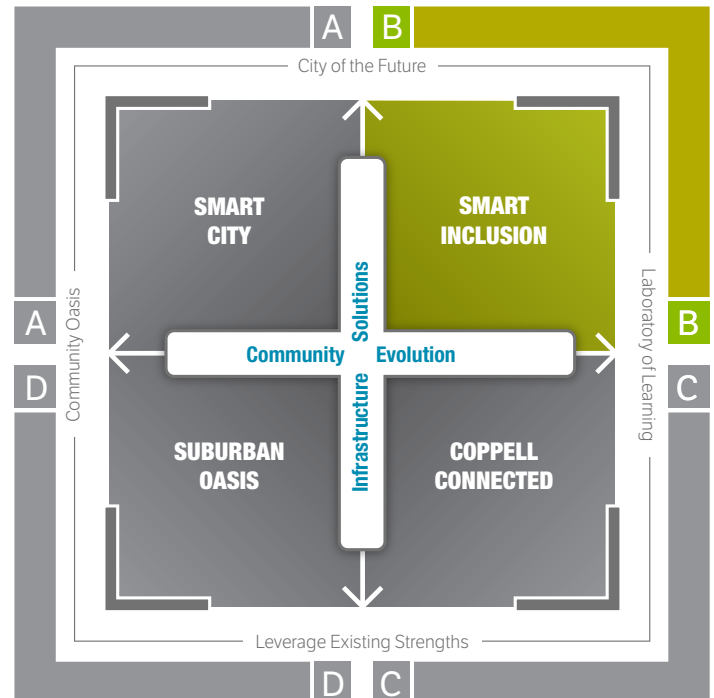 A B
City of the Future
SMART
CITY
SMART
INCLUSION
A
Community Oasis
Infrastructure Solutions
Community Evolution
Laboratory of Learning
B
D
C
SUBURBAN
OASIS
COPPELL
CONNECTED
Leverage Existing Strengths
D C